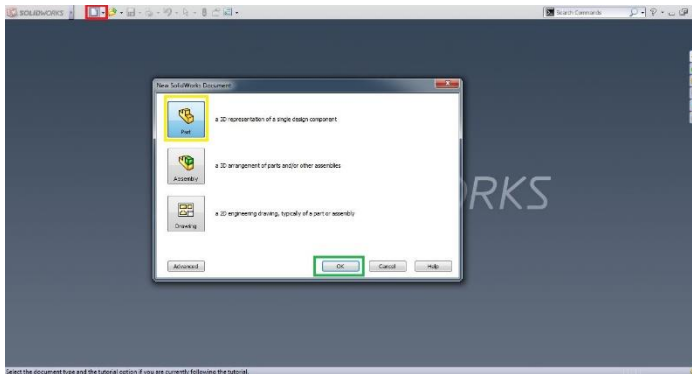 SOLIDWORKS
Search Commands
New SolidWorks Document
Part
a 3D representation of a single design component
Assembly
a 3D arrangement of parts and/or other assemblies
RKS
Drawing
a 2D engineering drawing, typically of a part or assembly
Advanced
OK
Cancel
Help
Select the document type and the tutorial option if you are currently following the tutorial.